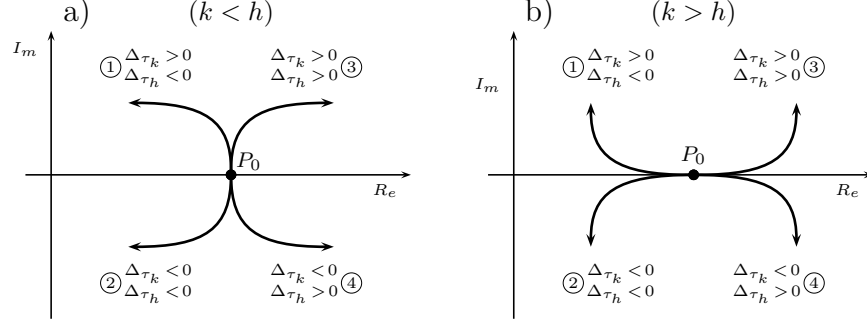 a) (k < h)
I_m
① Δτ_k > 0 Δτ_k > 0 ③
Δτ_h < 0 Δτ_h > 0
P_0
R_e
② Δτ_k < 0 Δτ_k < 0 ④
Δτ_h < 0 Δτ_h > 0
b) (k > h)
I_m
① Δτ_k > 0 Δτ_k > 0 ③
Δτ_h < 0 Δτ_h > 0
P_0
R_e
② Δτ_k < 0 Δτ_k < 0 ④
Δτ_h < 0 Δτ_h > 0